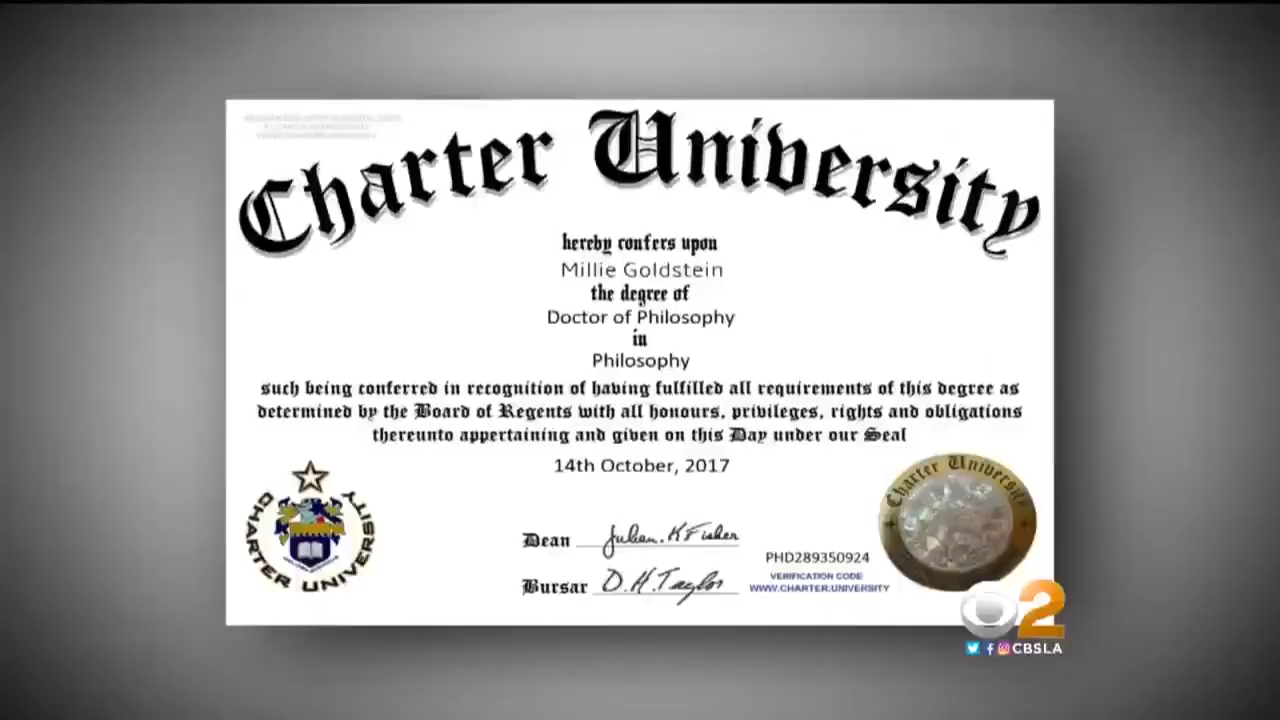 Charter University
hereby confers upon
Millie Goldstein
the degree of
Doctor of Philosophy
in
Philosophy
such being conferred in recognition of having fulfilled all requirements of this degree as
determined by the Board of Regents with all honours, privileges, rights and obligations
thereunto appertaining and given on this Day under our Seal
14th October, 2017
CHARTER UNIVERSITY
Charter University
Dean Julian. K Fisher
PHD289350924
Bursar D. H. Taylor
VERIFICATION CODE
WWW.CHARTER.UNIVERSITY
2
CBSLA